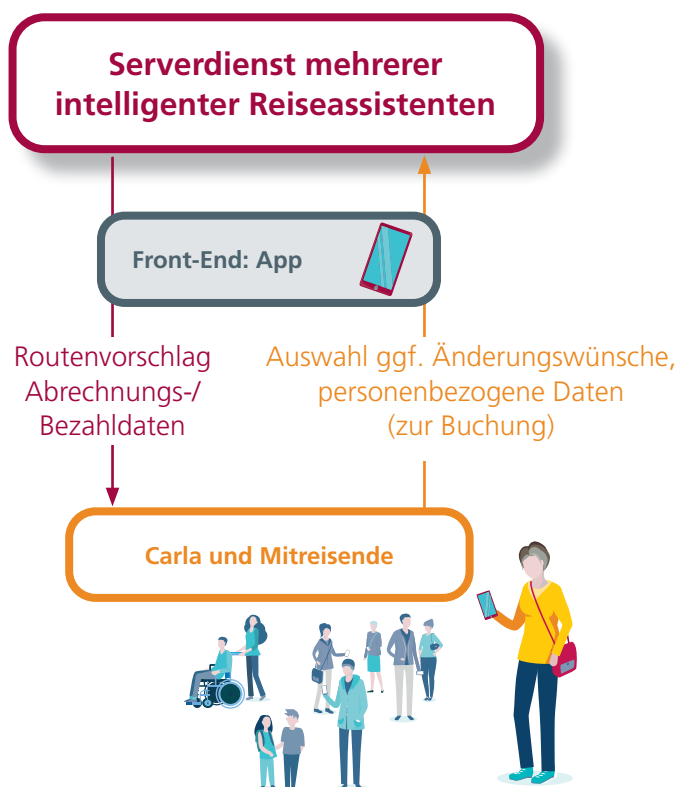 Serverdienst mehrerer
intelligenter Reiseassistenten
Front-End: App
Routenvorschlag
Abrechnungs-/
Bezahldaten
Auswahl ggf. Änderungswünsche,
personenbezogene Daten
(zur Buchung)
Carla und Mitreisende